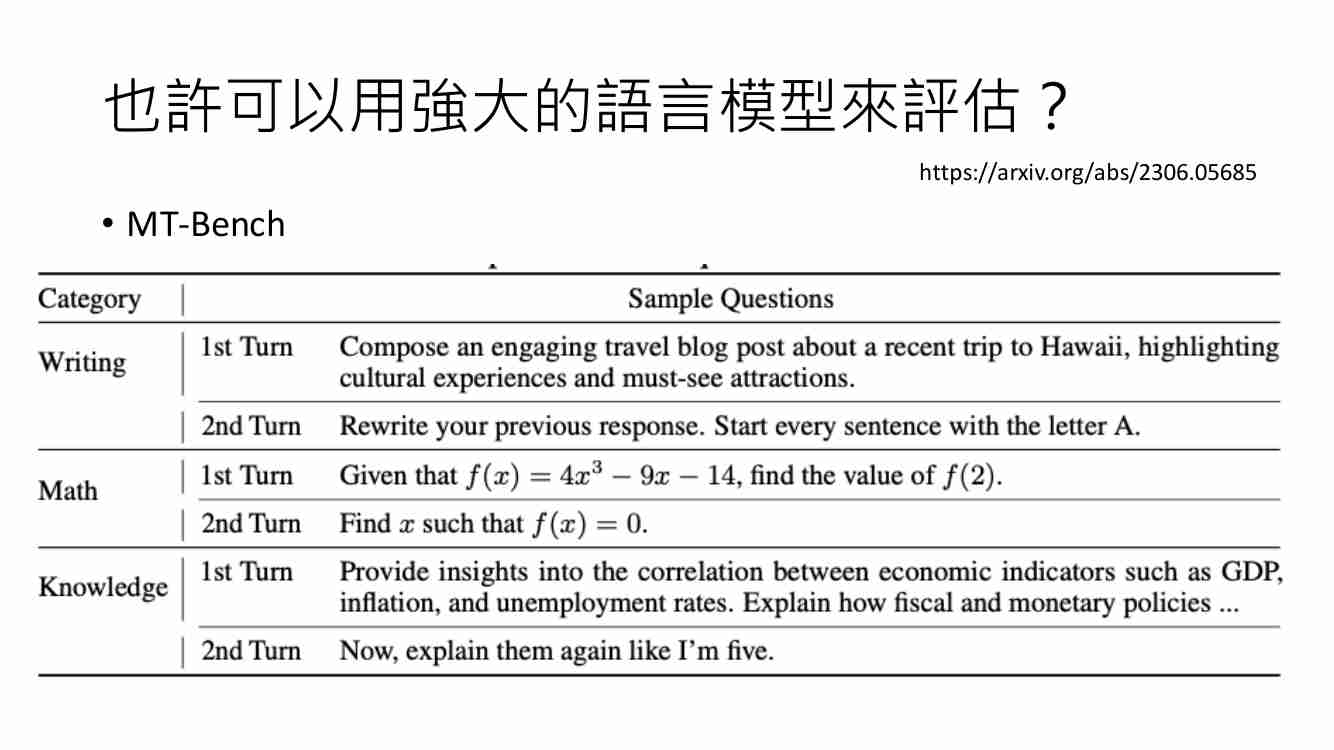 也許可以用強大的語言模型來評估？
https://arxiv.org/abs/2306.05685
• MT-Bench
Category Sample Questions
Writing
1st Turn Compose an engaging travel blog post about a recent trip to Hawaii, highlighting
cultural experiences and must-see attractions.
2nd Turn Rewrite your previous response. Start every sentence with the letter A.
Math
1st Turn Given that f(x) = 4x³ − 9x − 14, find the value of f(2).
2nd Turn Find x such that f(x) = 0.
Knowledge
1st Turn Provide insights into the correlation between economic indicators such as GDP,
inflation, and unemployment rates. Explain how fiscal and monetary policies ...
2nd Turn Now, explain them again like I’m five.